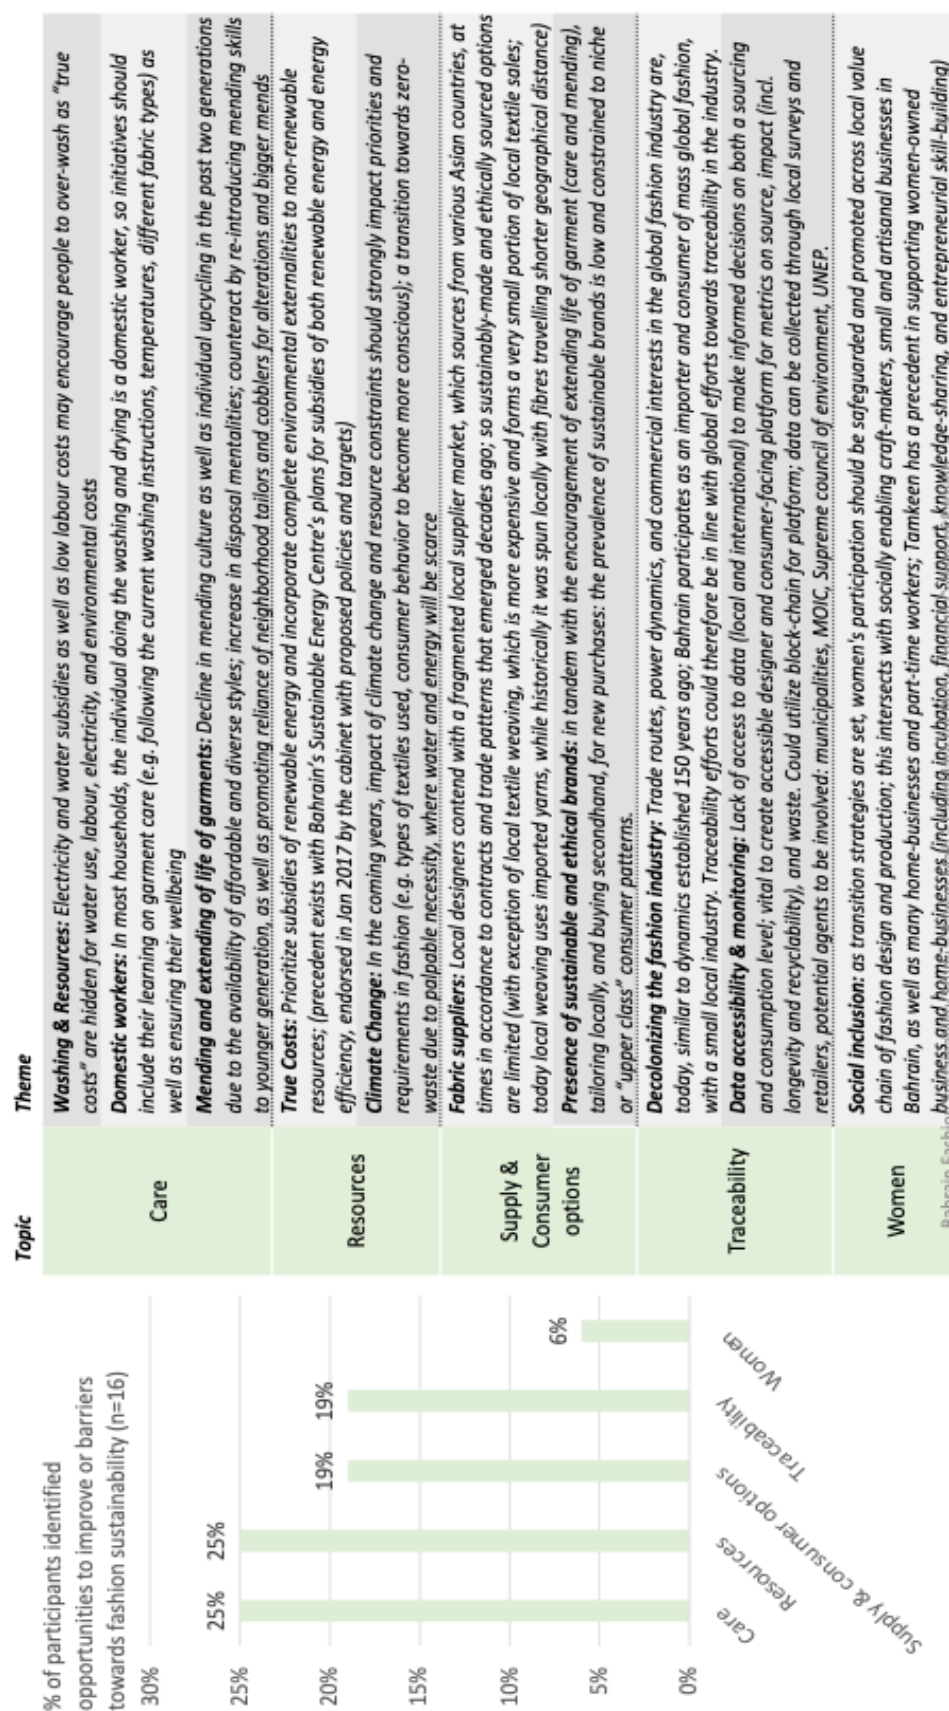 % of participants identified
opportunities to improve or barriers
towards fashion sustainability (n=16)
30%
25%
20%
15%
10%
5%
0%
25%
25%
19%
19%
6%
Care
Resources
Supply & consumer options
Traceability
Women
Topic
Theme
Care
Washing & Resources: Electricity and water subsidies as well as low labour costs may encourage people to over-wash as “true
costs” are hidden for water use, labour, electricity, and environmental costs
Domestic workers: In most households, the individual doing the washing and drying is a domestic worker, so initiatives should
include their learning on garment care (e.g. following the current washing instructions, temperatures, different fabric types) as
well as ensuring their wellbeing
Mending and extending of life of garments: Decline in mending culture as well as individual upcycling in the past two generations
due to the availability of affordable and diverse styles; increase in disposal mentalities; counteract by re-introducing mending skills
to younger generation, as well as promoting reliance of neighborhood tailors and cobblers for alterations and bigger mends
Resources
True Costs: Prioritize subsidies of renewable energy and incorporate complete environmental externalities to non-renewable
resources; (precedent exists with Bahrain’s Sustainable Energy Centre’s plans for subsidies of both renewable energy and energy
efficiency, endorsed in Jan 2017 by the cabinet with proposed policies and targets)
Climate Change: In the coming years, impact of climate change and resource constraints should strongly impact priorities and
requirements in fashion (e.g. types of textiles used, consumer behavior to become more conscious); a transition towards zero-
waste due to palpable necessity, where water and energy will be scarce
Supply &
Consumer
options
Fabric suppliers: Local designers contend with a fragmented local supplier market, which sources from various Asian countries, at
times in accordance to contracts and trade patterns that emerged decades ago; so sustainably-made and ethically sourced options
are limited (with exception of local textile weaving, which is more expensive and forms a very small portion of local textile sales;
today local weaving uses imported yarns, while historically it was spun locally with fibres travelling shorter geographical distance)
Presence of sustainable and ethical brands: in tandem with the encouragement of extending life of garment (care and mending),
tailoring locally, and buying secondhand, for new purchases: the prevalence of sustainable brands is low and constrained to niche
or “upper class” consumer patterns.
Traceability
Decolonizing the fashion industry: Trade routes, power dynamics, and commercial interests in the global fashion industry are,
today, similar to dynamics established 150 years ago; Bahrain participates as an importer and consumer of mass global fashion,
with a small local industry. Traceability efforts could therefore be in line with global efforts towards traceability in the industry.
Data accessibility & monitoring: Lack of access to data (local and international) to make informed decisions on both a sourcing
and consumption level; vital to create accessible designer and consumer-facing platform for metrics on source, impact (incl.
longevity and recyclability), and waste. Could utilize block-chain for platform; data can be collected through local surveys and
retailers, potential agents to be involved: municipalities, MOIC, Supreme council of environment, UNEP.
Women
Social inclusion: as transition strategies are set, women’s participation should be safeguarded and promoted across local value
chain of fashion design and production; this intersects with socially enabling craft-makers, small and artisanal businesses in
Bahrain, as well as many home-businesses and part-time workers; Tamkeen has a precedent in supporting women-owned
business and home-businesses (including incubation, financial support, knowledge-sharing, and entrepreneurial skill-building)
Bahrain Fashio